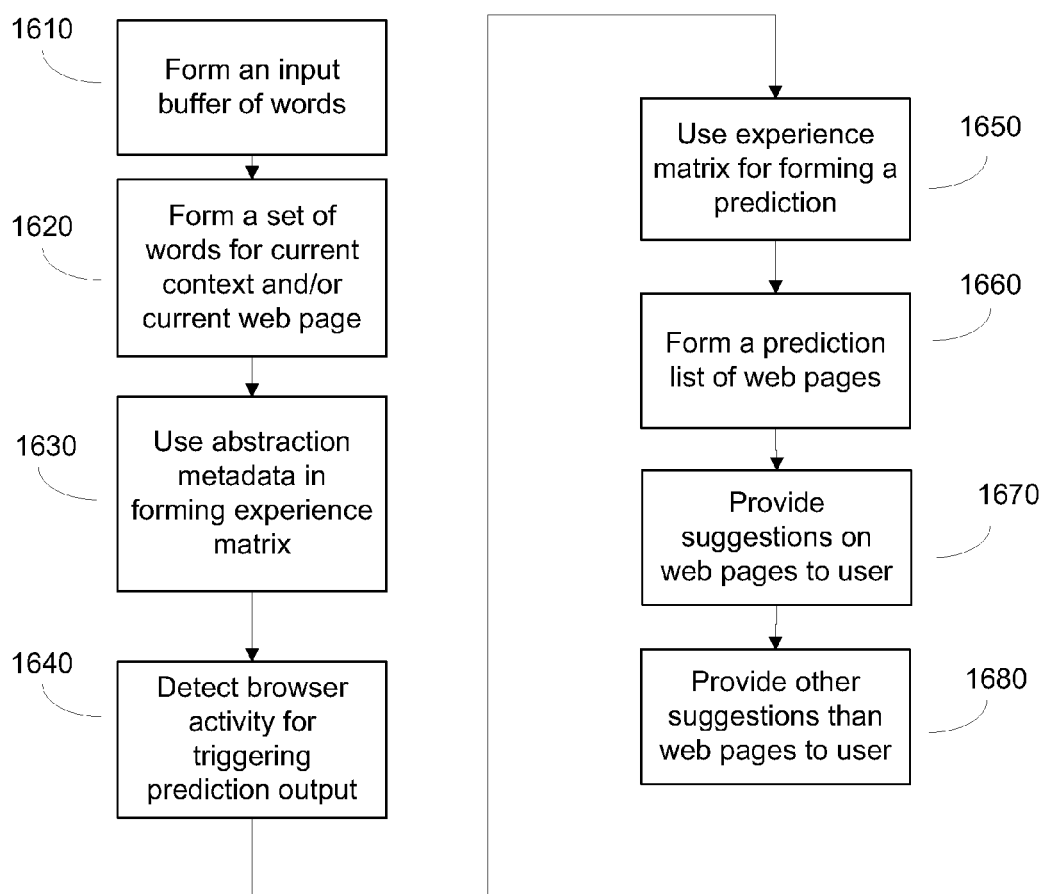 1610
Form an input
buffer of words
1620
Form a set of
words for current
context and/or
current web page
1630
Use abstraction
metadata in
forming experience
matrix
1640
Detect browser
activity for
triggering
prediction output
1650
Use experience
matrix for forming a
prediction
1660
Form a prediction
list of web pages
1670
Provide
suggestions on
web pages to user
1680
Provide other
suggestions than
web pages to user